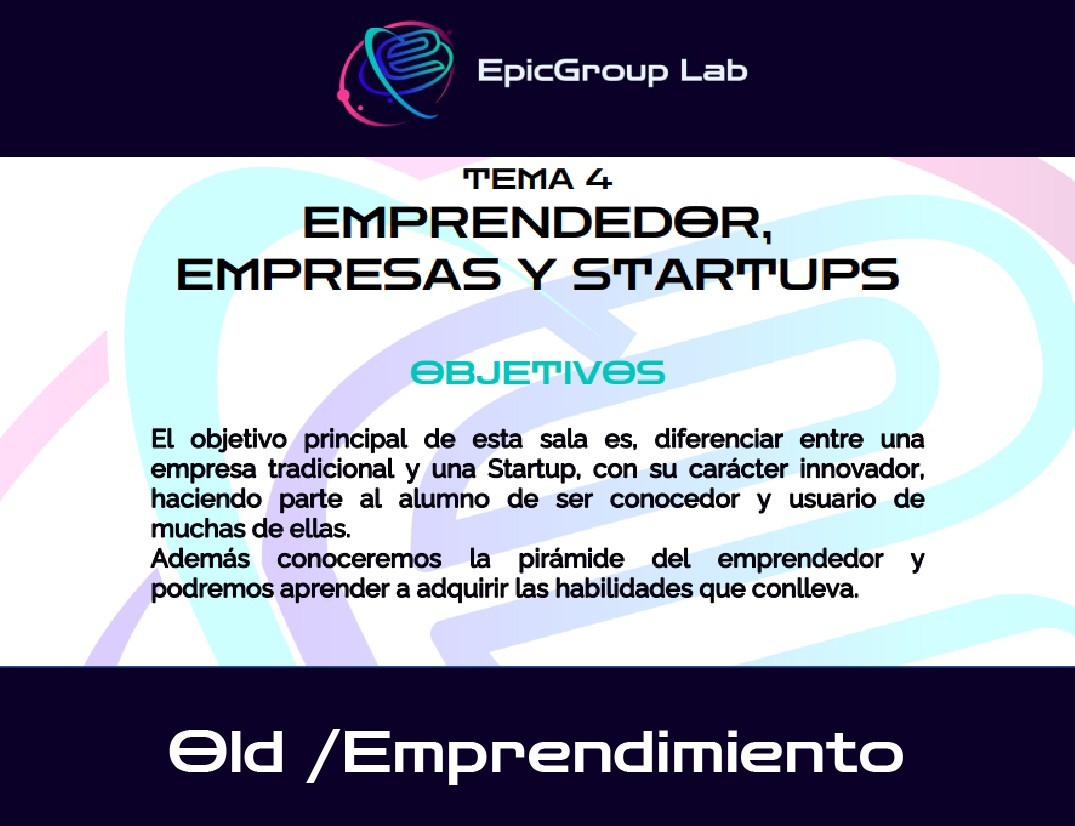 EpicGroup Lab
TEMA 4
EMPRENDEDOR,
EMPRESAS Y STARTUPS
OBJETIVOS
El objetivo principal de esta sala es, diferenciar entre una
empresa tradicional y una Startup, con su carácter innovador,
haciendo parte al alumno de ser conocedor y usuario de
muchas de ellas.
Además conoceremos la pirámide del emprendedor y
podremos aprender a adquirir las habilidades que conlleva.
Old /Emprendimiento